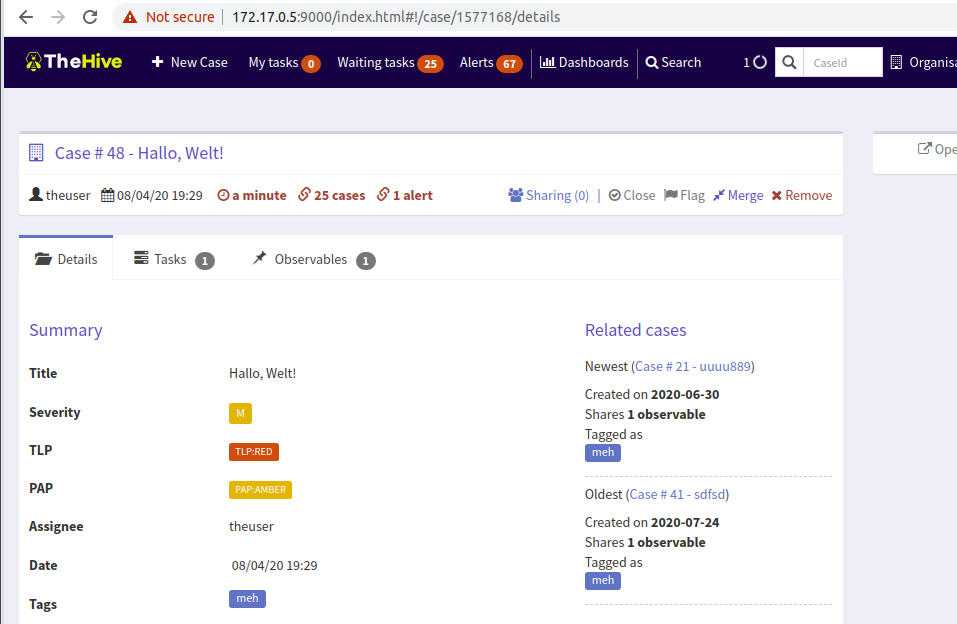 Not secure | 172.17.0.5:9000/index.html#!/case/1577168/details
TheHive New Case My tasks 0 Waiting tasks 25 Alerts 67 Dashboards Search 1 CaseId
Case # 48 - Hallo, Welt!
theuser 08/04/20 19:29 a minute 25 cases 1 alert Sharing (0) | Close Flag Merge Remove
Details Tasks 1 Observables 1
Summary
Title Hallo, Welt!
Severity M
TLP TLP:RED
PAP PAP:AMBER
Assignee theuser
Date 08/04/20 19:29
Tags meh
Related cases
Newest (Case # 21 - uuuu889)
Created on 2020-06-30
Shares 1 observable
Tagged as
meh
Oldest (Case # 41 - sdfsd)
Created on 2020-07-24
Shares 1 observable
Tagged as
meh